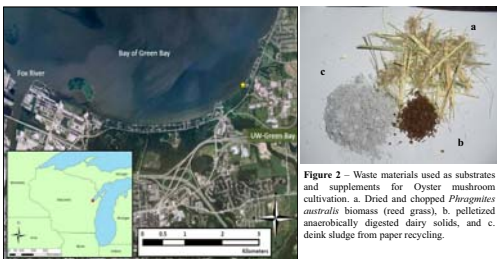 Bay of Green Bay
Fox River
UW-Green Bay
0 0.5 1 2 3
Kilometers
a
c
b
Figure 2 – Waste materials used as substrates
and supplements for Oyster mushroom
cultivation. a. Dried and chopped Phragmites
australis biomass (reed grass), b. pelletized
anaerobically digested dairy solids, and c.
deink sludge from paper recycling.